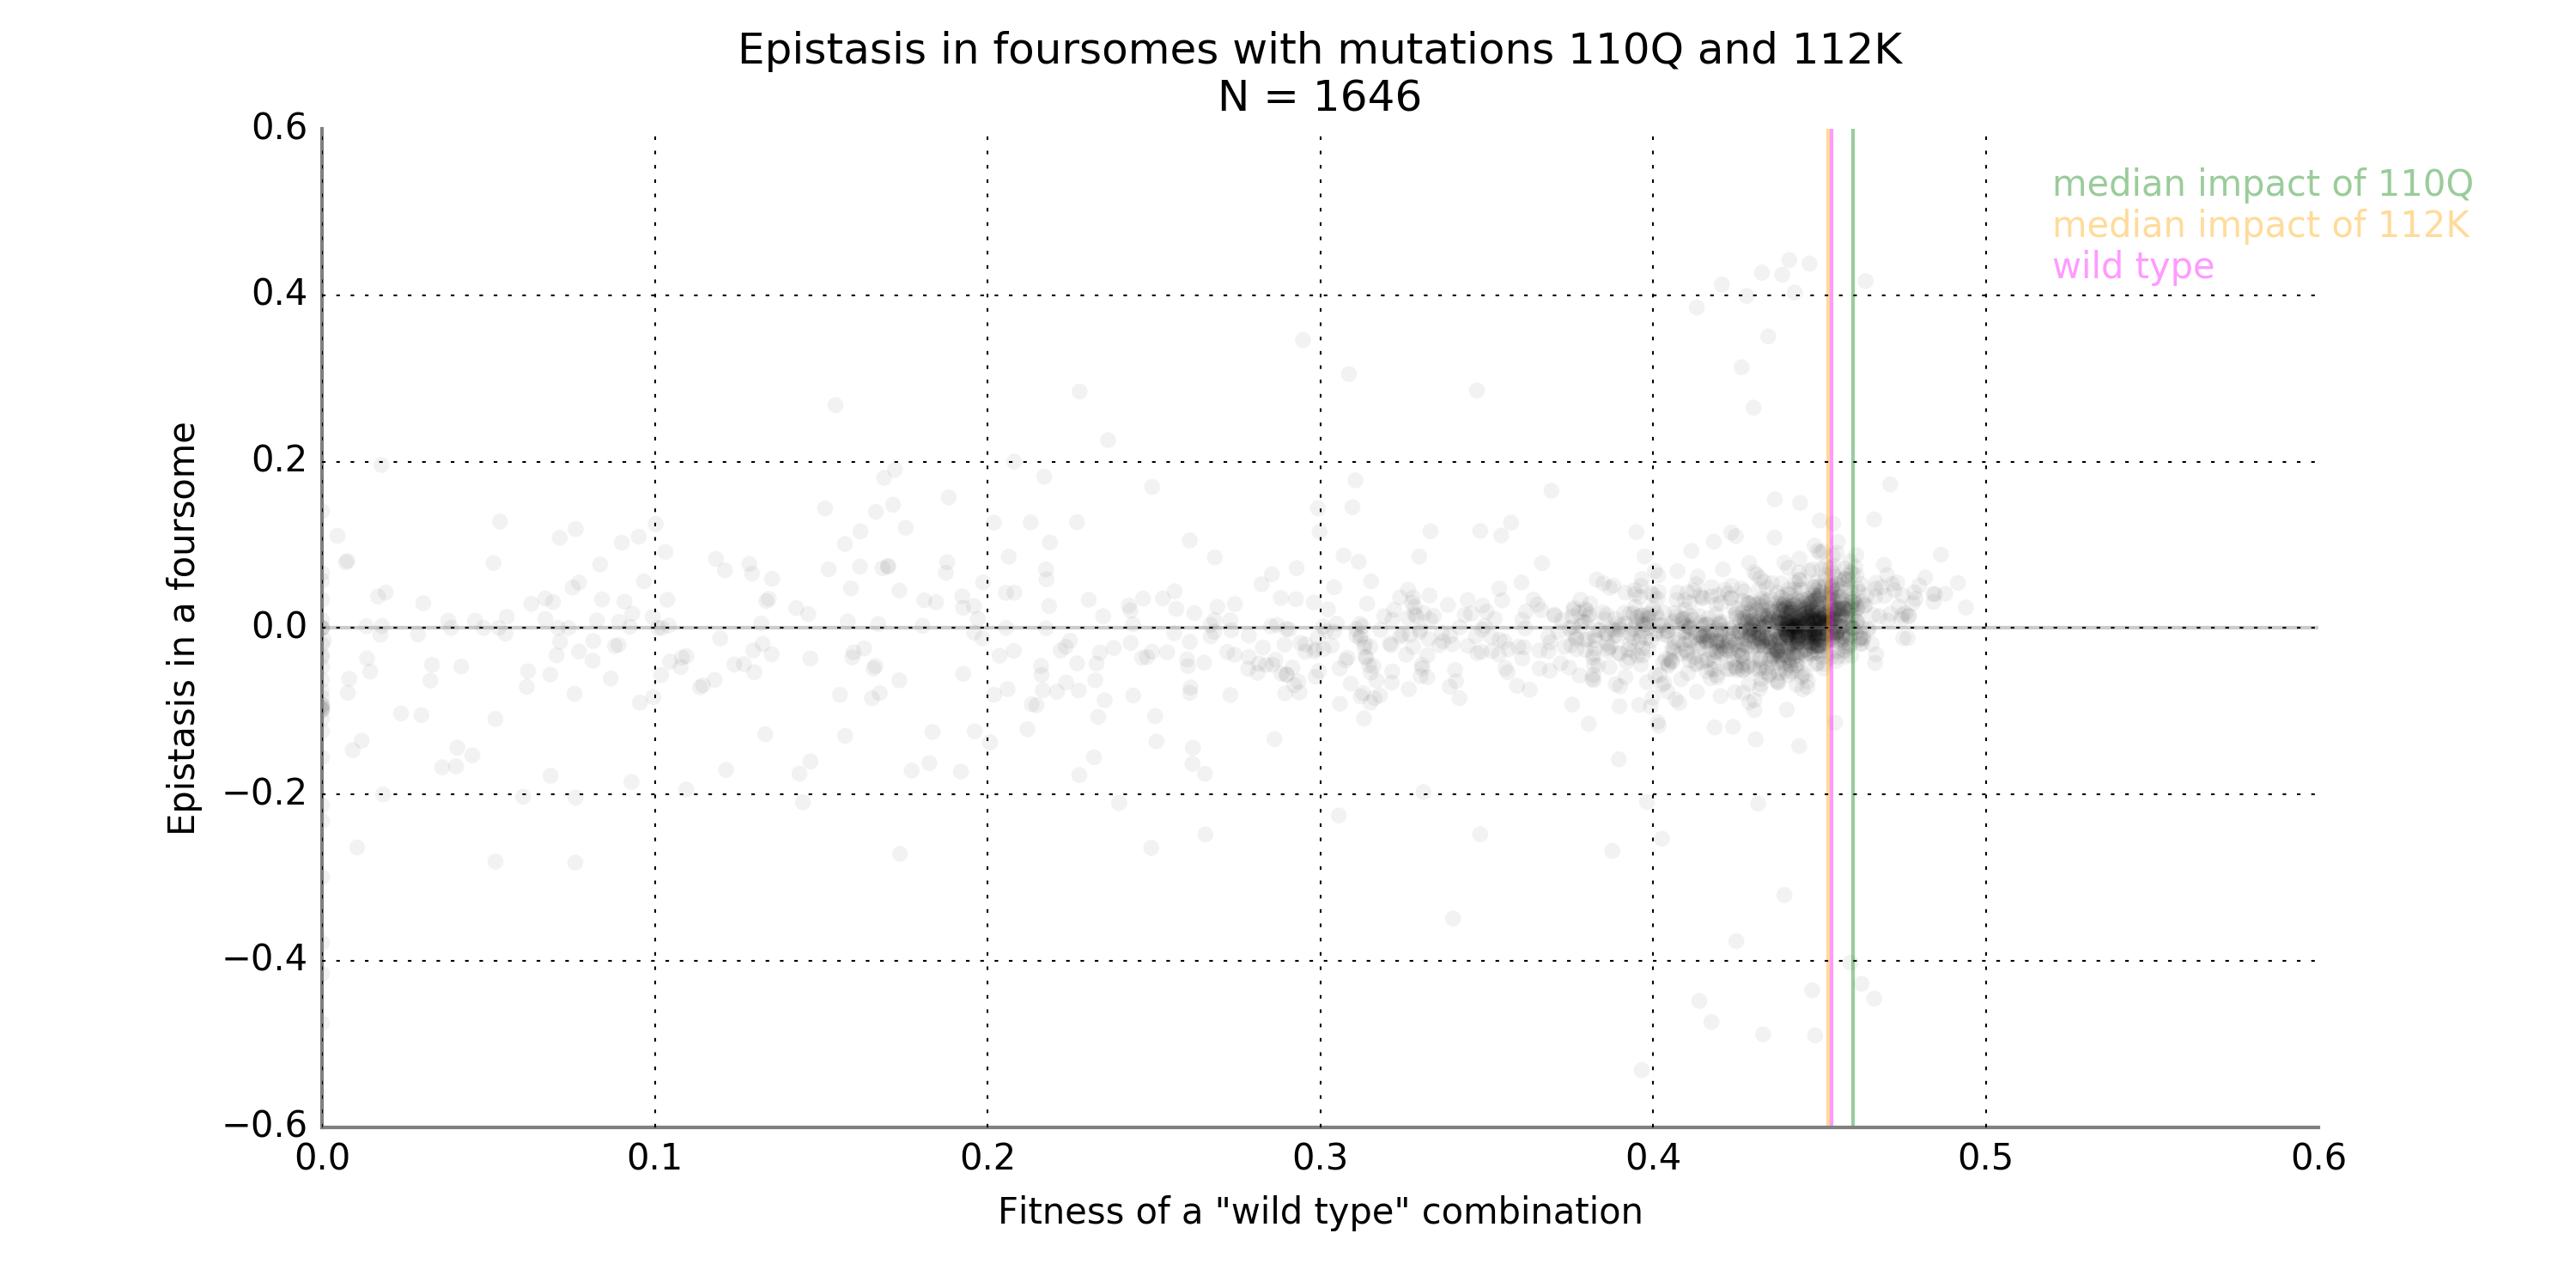 Epistasis in foursomes with mutations 110Q and 112K
N = 1646
0.6
0.4
0.2
0.0
−0.2
−0.4
−0.6
Epistasis in a foursome
median impact of 110Q
median impact of 112K
wild type
0.0
0.1
0.2
0.3
0.4
0.5
0.6
Fitness of a "wild type" combination